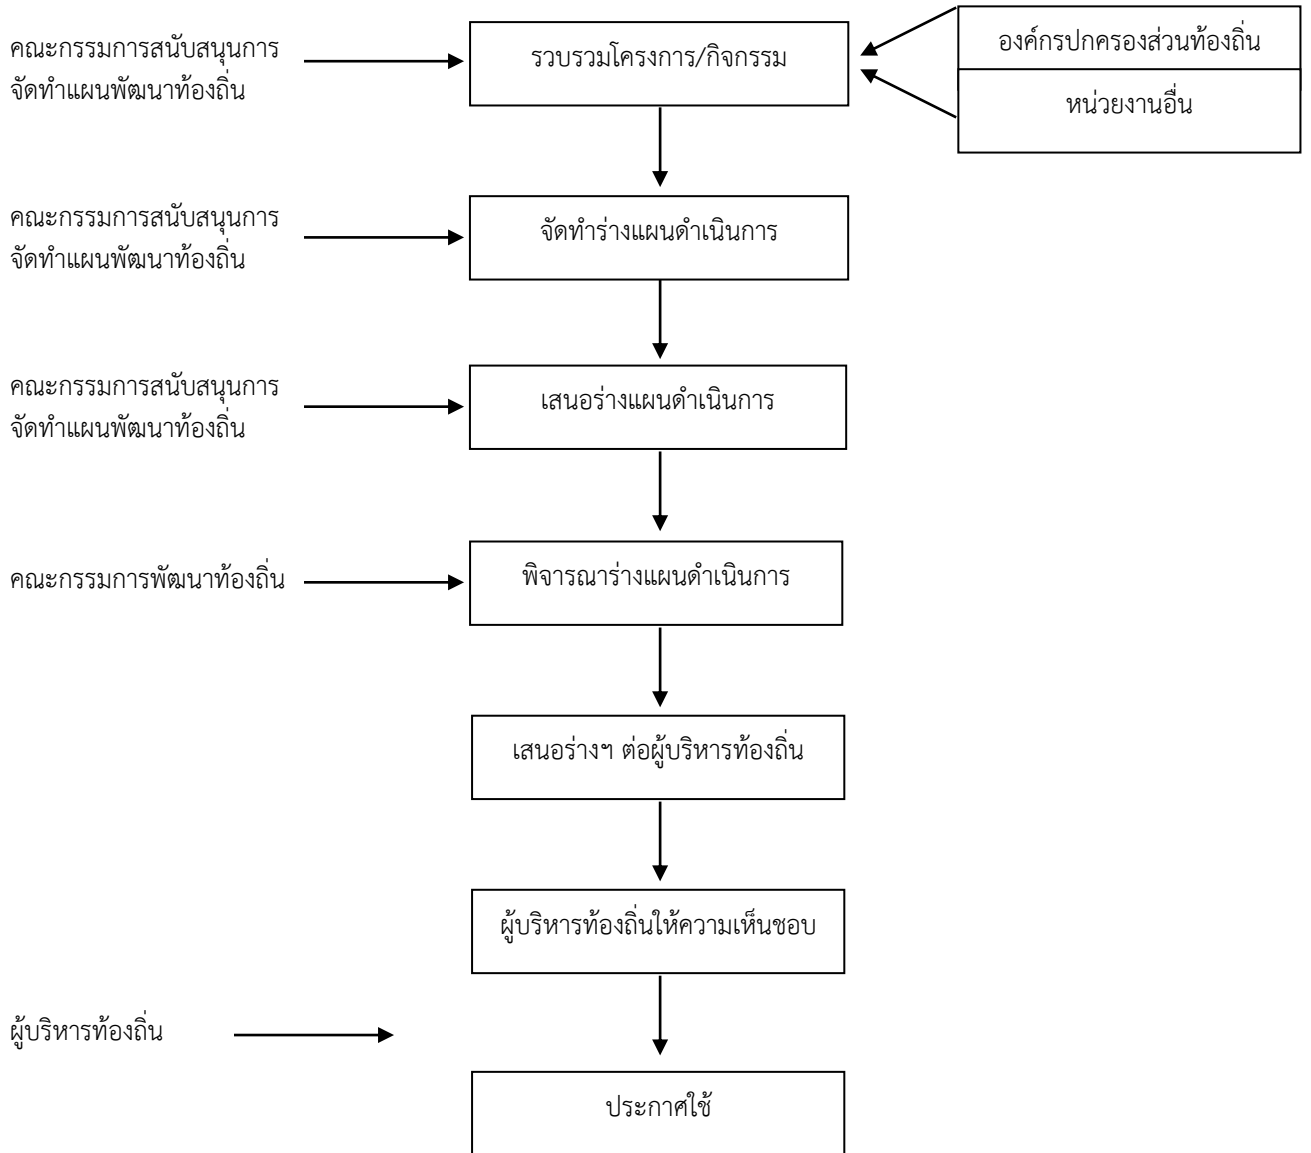 คณะกรรมการสนับสนุนการ
จัดทำแผนพัฒนาท้องถิ่น
รวบรวมโครงการ/กิจกรรม
องค์กรปกครองส่วนท้องถิ่น
หน่วยงานอื่น
คณะกรรมการสนับสนุนการ
จัดทำแผนพัฒนาท้องถิ่น
จัดทำร่างแผนดำเนินการ
คณะกรรมการสนับสนุนการ
จัดทำแผนพัฒนาท้องถิ่น
เสนอร่างแผนดำเนินการ
คณะกรรมการพัฒนาท้องถิ่น
พิจารณาร่างแผนดำเนินการ
เสนอร่างฯ ต่อผู้บริหารท้องถิ่น
ผู้บริหารท้องถิ่นให้ความเห็นชอบ
ผู้บริหารท้องถิ่น
ประกาศใช้